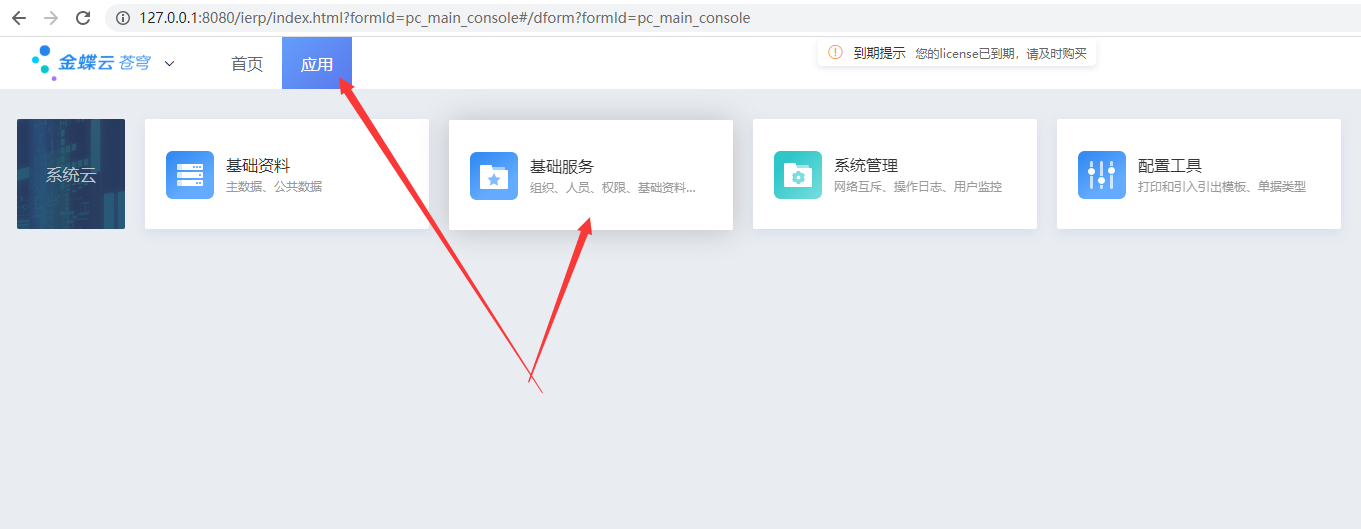 127.0.0.1:8080/ierp/index.html?formId=pc_main_console#/dform?formId=pc_main_console
金蝶云 苍穹
首页
应用
到期提示 您的license已到期，请及时购买
系统云
基础资料
主数据、公共数据
基础服务
组织、人员、权限、基础资料...
系统管理
网络互斥、操作日志、用户监控
配置工具
打印和引入引出模板、单据类型